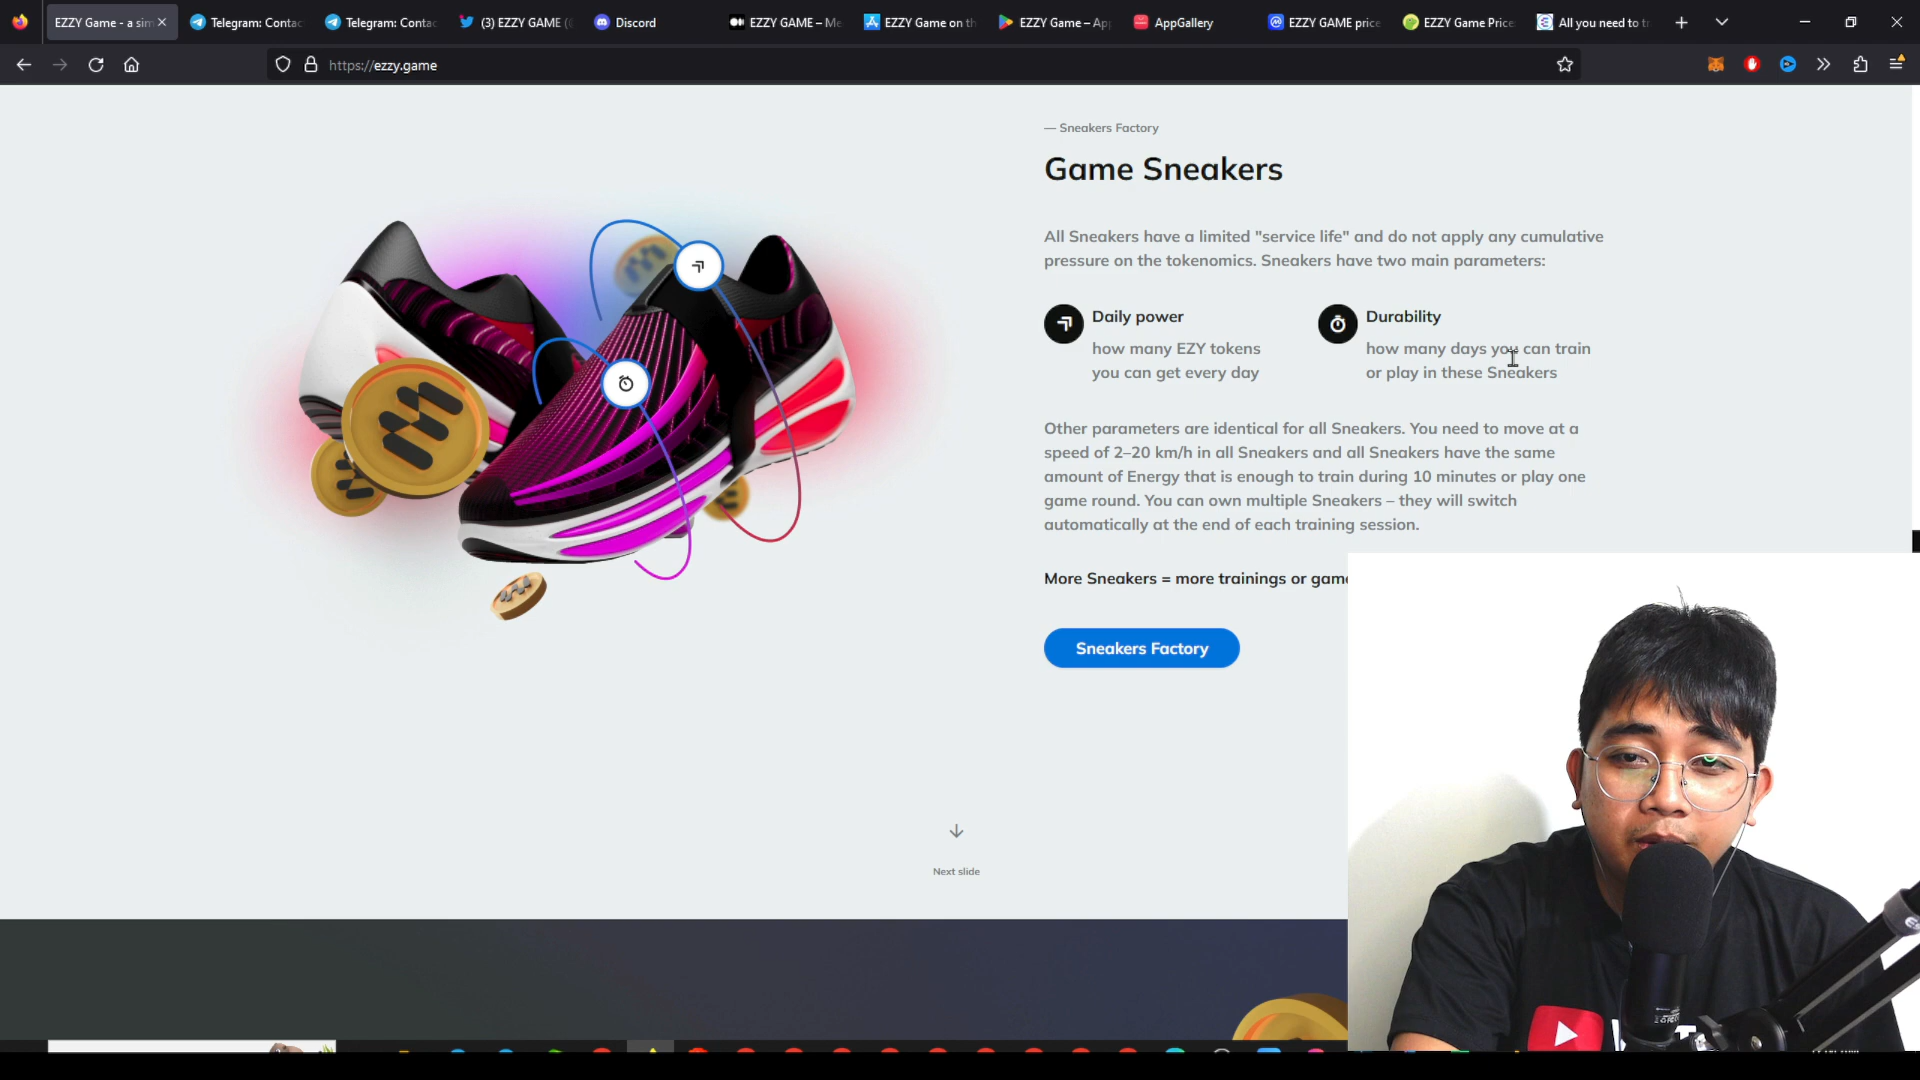 EZZY Game - a sim
Telegram: Contac
Telegram: Contac
(3) EZZY GAME (
Discord
EZZY GAME – Me
EZZY Game on th
EZZY Game – App
AppGallery
EZZY GAME price
EZZY Game Price
All you need to
https://ezzy.game
— Sneakers Factory
Game Sneakers
All Sneakers have a limited "service life" and do not apply any cumulative
pressure on the tokenomics. Sneakers have two main parameters:
Daily power
how many EZY tokens
you can get every day
Durability
how many days you can train
or play in these Sneakers
Other parameters are identical for all Sneakers. You need to move at a
speed of 2–20 km/h in all Sneakers and all Sneakers have the same
amount of Energy that is enough to train during 10 minutes or play one
game round. You can own multiple Sneakers – they will switch
automatically at the end of each training session.
More Sneakers = more trainings or game
Sneakers Factory
Next slide